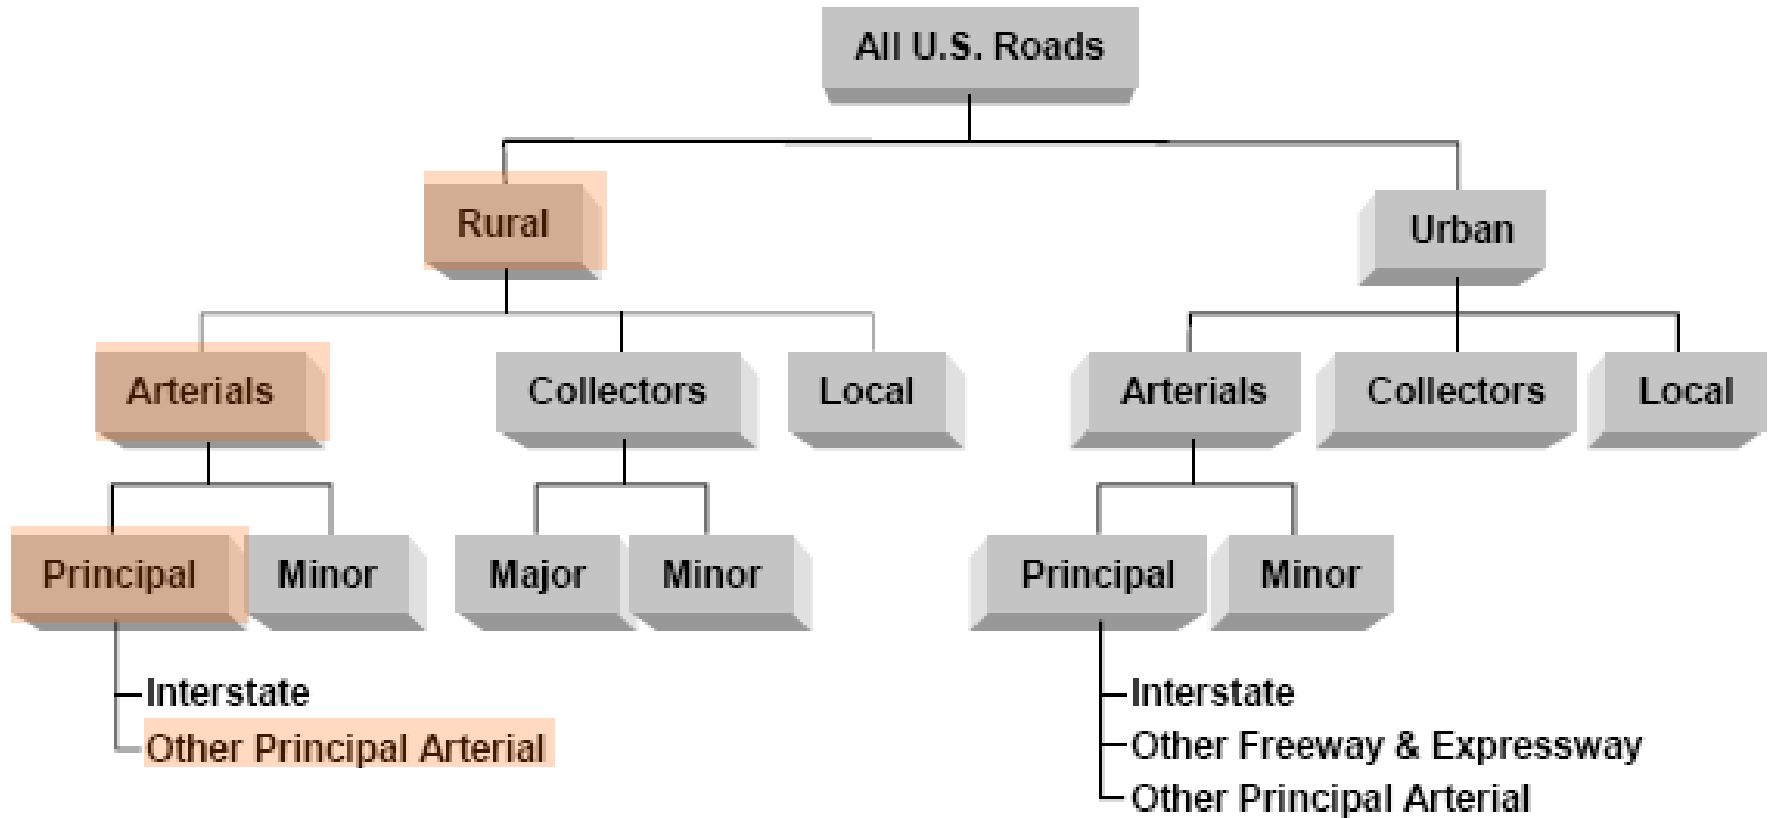 All U.S. Roads
Rural
Urban
Arterials
Collectors
Local
Arterials
Collectors
Local
Principal
Minor
Major
Minor
Principal
Minor
Interstate
Other Principal Arterial
Interstate
Other Freeway & Expressway
Other Principal Arterial